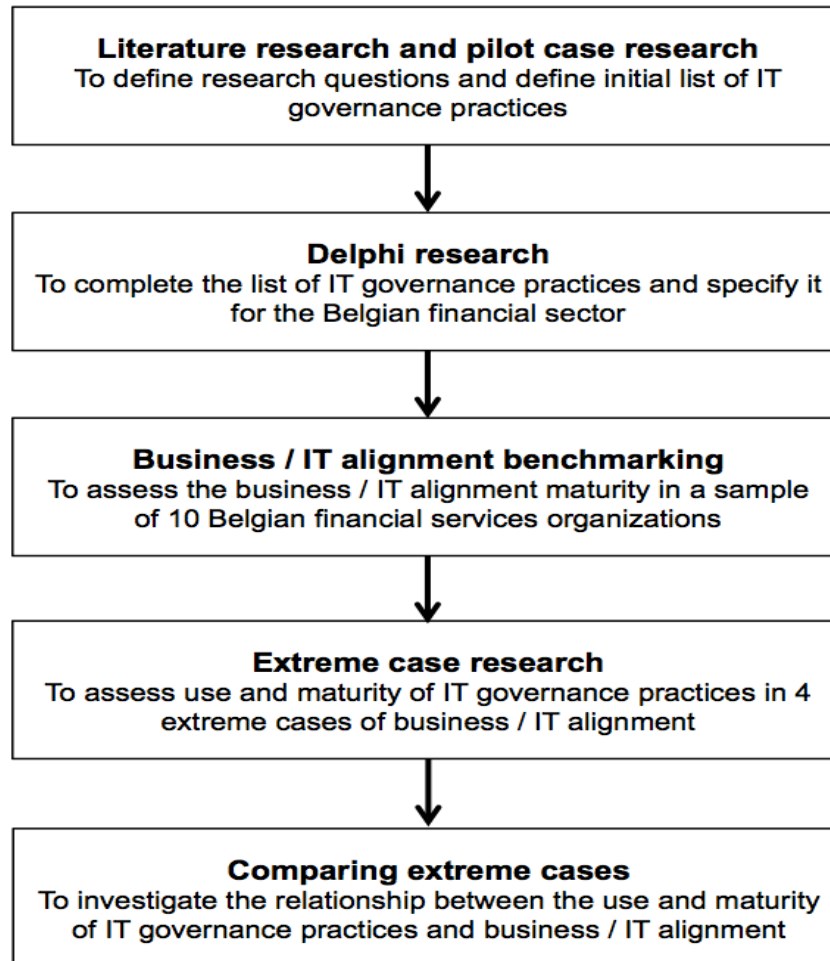 Literature research and pilot case research
To define research questions and define initial list of IT
governance practices
Delphi research
To complete the list of IT governance practices and specify it
for the Belgian financial sector
Business / IT alignment benchmarking
To assess the business / IT alignment maturity in a sample
of 10 Belgian financial services organizations
Extreme case research
To assess use and maturity of IT governance practices in 4
extreme cases of business / IT alignment
Comparing extreme cases
To investigate the relationship between the use and maturity
of IT governance practices and business / IT alignment